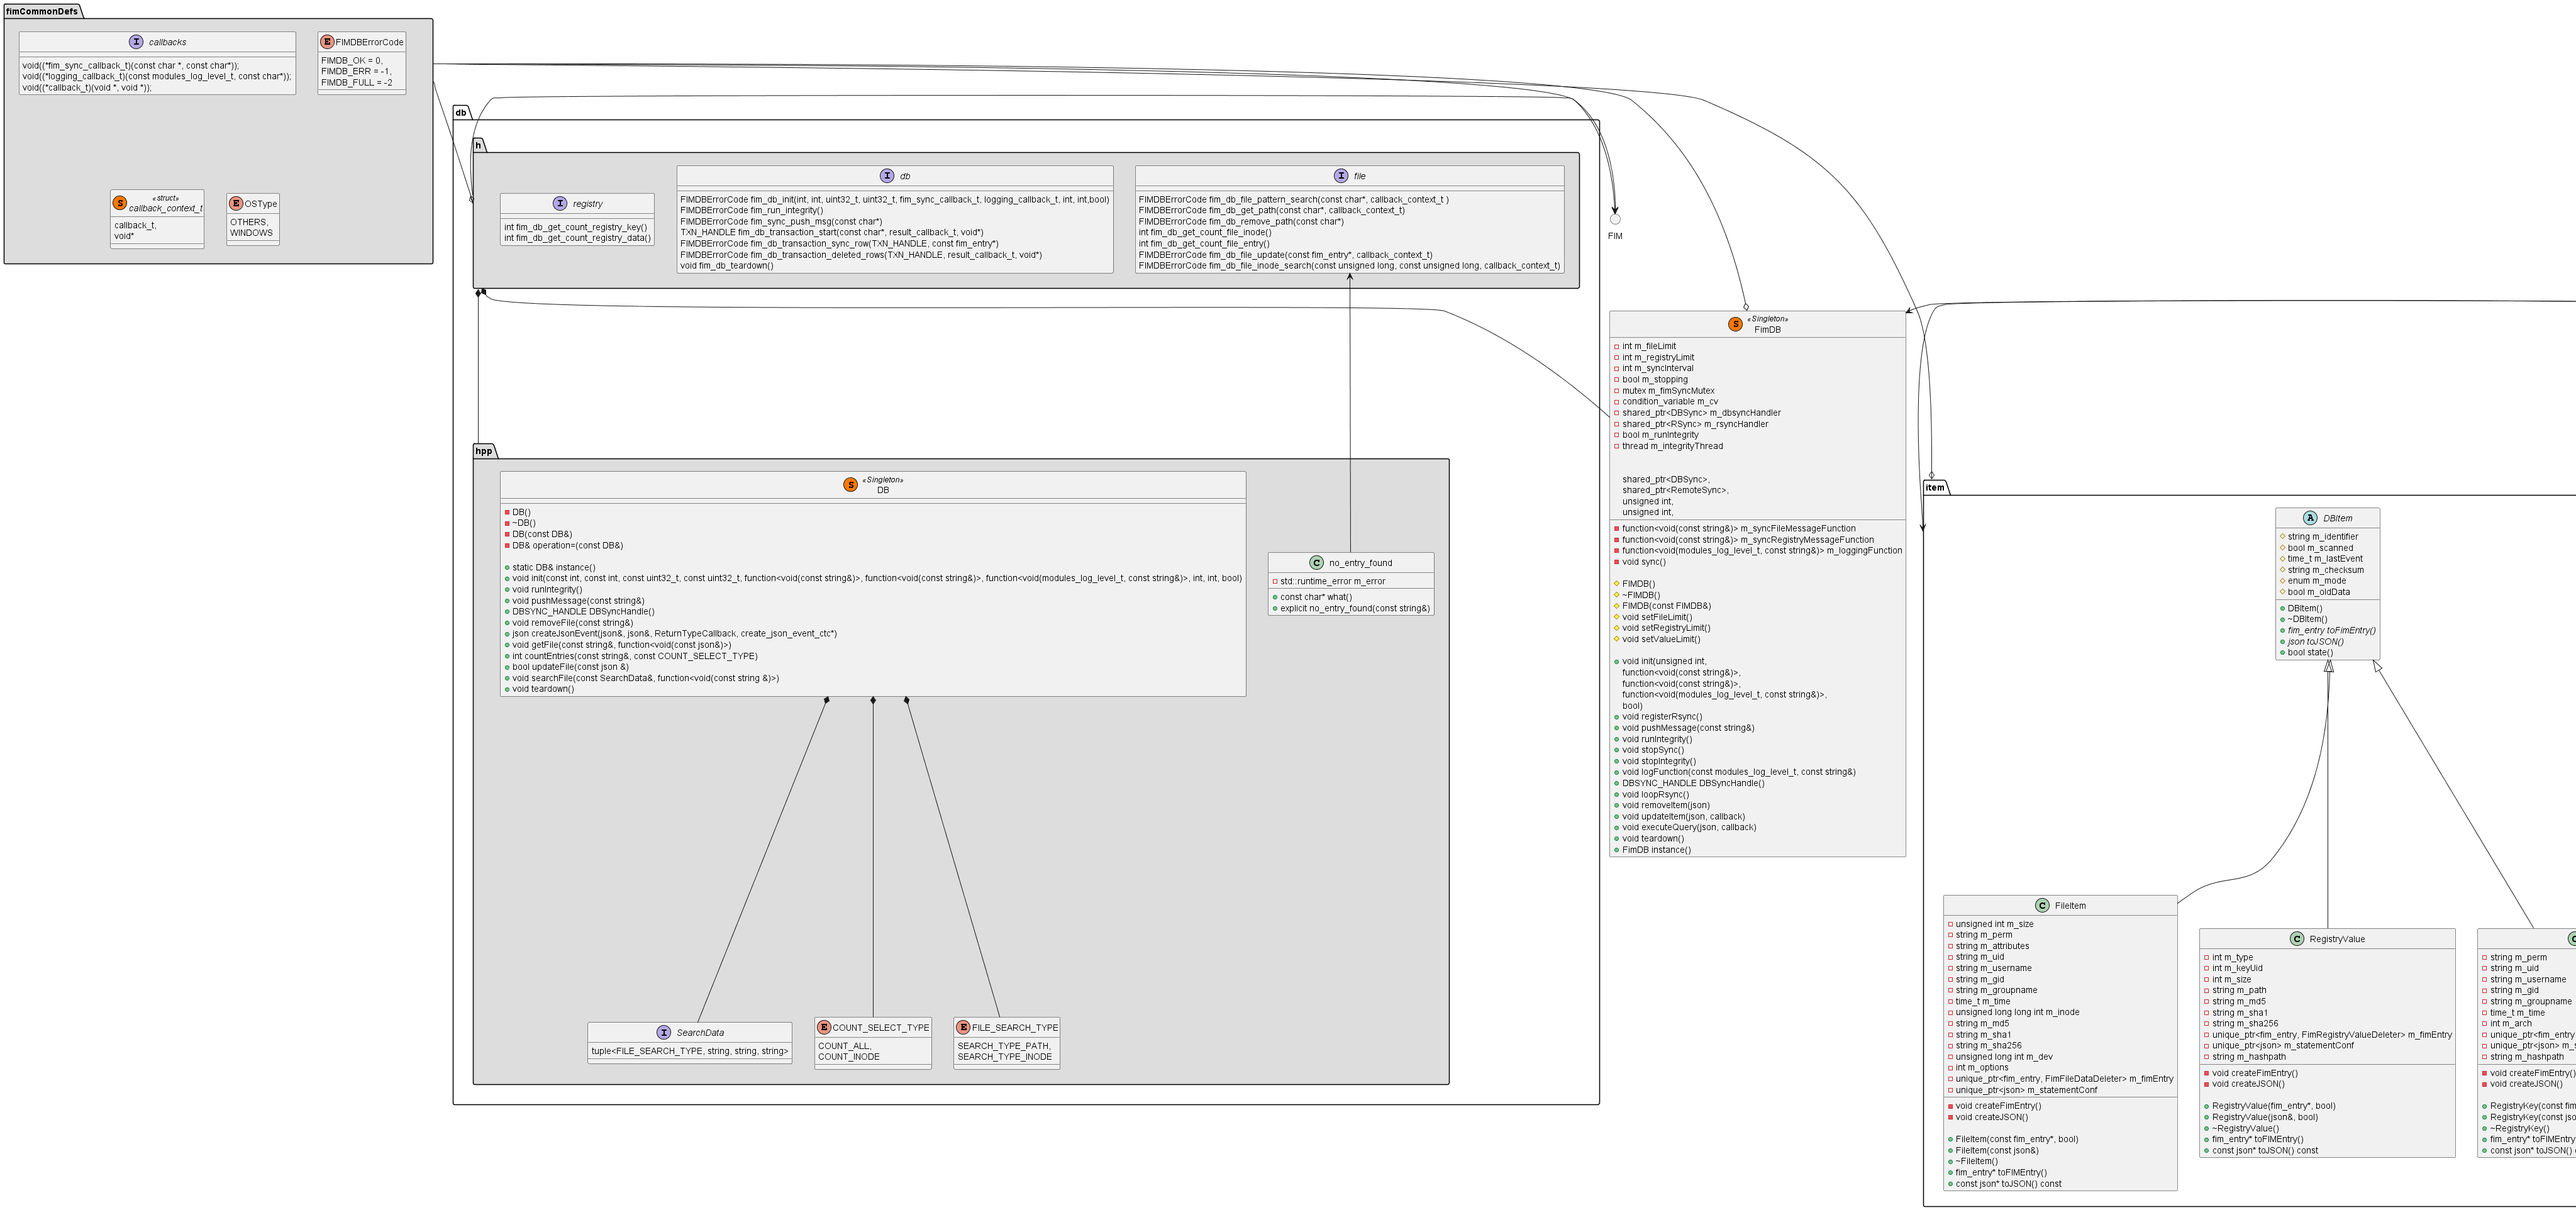 fimCommonDefs
I callbacks
void((*fim_sync_callback_t)(const char *, const char*));
void((*logging_callback_t)(const modules_log_level_t, const char*));
void((*callback_t)(void *, void *));
E FIMDBErrorCode
FIMDB_OK = 0,
FIMDB_ERR = -1,
FIMDB_FULL = -2
S «struct»
callback_context_t
callback_t,
void*
E OSType
OTHERS,
WINDOWS
db
h
I registry
int fim_db_get_count_registry_key()
int fim_db_get_count_registry_data()
I db
FIMDBErrorCode fim_db_init(int, int, uint32_t, uint32_t, fim_sync_callback_t, logging_callback_t, int, int,bool)
FIMDBErrorCode fim_run_integrity()
FIMDBErrorCode fim_sync_push_msg(const char*)
TXN_HANDLE fim_db_transaction_start(const char*, result_callback_t, void*)
FIMDBErrorCode fim_db_transaction_sync_row(TXN_HANDLE, const fim_entry*)
FIMDBErrorCode fim_db_transaction_deleted_rows(TXN_HANDLE, result_callback_t, void*)
void fim_db_teardown()
I file
FIMDBErrorCode fim_db_file_pattern_search(const char*, callback_context_t )
FIMDBErrorCode fim_db_get_path(const char*, callback_context_t)
FIMDBErrorCode fim_db_remove_path(const char*)
int fim_db_get_count_file_inode()
int fim_db_get_count_file_entry()
FIMDBErrorCode fim_db_file_update(const fim_entry*, callback_context_t)
FIMDBErrorCode fim_db_file_inode_search(const unsigned long, const unsigned long, callback_context_t)
FIM
hpp
S «Singleton»
DB
DB()
~DB()
DB(const DB&)
DB& operation=(const DB&)
static DB& instance()
void init(const int, const int, const uint32_t, const uint32_t, function<void(const string&)>, function<void(const string&)>, function<void(modules_log_level_t, const string&)>, int, int, bool)
void runIntegrity()
void pushMessage(const string&)
DBSYNC_HANDLE DBSyncHandle()
void removeFile(const string&)
json createJsonEvent(json&, json&, ReturnTypeCallback, create_json_event_ctc*)
void getFile(const string&, function<void(const json&)>)
int countEntries(const string&, const COUNT_SELECT_TYPE)
bool updateFile(const json &)
void searchFile(const SearchData&, function<void(const string &)>)
void teardown()
C no_entry_found
std::runtime_error m_error
const char* what()
explicit no_entry_found(const string&)
I SearchData
tuple<FILE_SEARCH_TYPE, string, string, string>
E COUNT_SELECT_TYPE
COUNT_ALL,
COUNT_INODE
E FILE_SEARCH_TYPE
SEARCH_TYPE_PATH,
SEARCH_TYPE_INODE
S «Singleton»
FimDB
int m_fileLimit
int m_registryLimit
int m_syncInterval
bool m_stopping
mutex m_fimSyncMutex
condition_variable m_cv
shared_ptr<DBSync> m_dbsyncHandler
shared_ptr<RSync> m_rsyncHandler
bool m_runIntegrity
thread m_integrityThread
shared_ptr<DBSync>,
shared_ptr<RemoteSync>,
unsigned int,
unsigned int,
function<void(const string&)> m_syncFileMessageFunction
function<void(const string&)> m_syncRegistryMessageFunction
function<void(modules_log_level_t, const string&)> m_loggingFunction
void sync()
FIMDB()
~FIMDB()
FIMDB(const FIMDB&)
void setFileLimit()
void setRegistryLimit()
void setValueLimit()
void init(unsigned int,
function<void(const string&)>,
function<void(const string&)>,
function<void(modules_log_level_t, const string&)>,
bool)
void registerRsync()
void pushMessage(const string&)
void runIntegrity()
void stopSync()
void stopIntegrity()
void logFunction(const modules_log_level_t, const string&)
DBSYNC_HANDLE DBSyncHandle()
void loopRsync()
void removeItem(json)
void updateItem(json, callback)
void executeQuery(json, callback)
void teardown()
FimDB instance()
item
A DBItem
string m_identifier
bool m_scanned
time_t m_lastEvent
string m_checksum
enum m_mode
bool m_oldData
DBItem()
~DBItem()
fim_entry toFimEntry()
json toJSON()
bool state()
C FileItem
unsigned int m_size
string m_perm
string m_attributes
string m_uid
string m_username
string m_gid
string m_groupname
time_t m_time
unsigned long long int m_inode
string m_md5
string m_sha1
string m_sha256
unsigned long int m_dev
int m_options
unique_ptr<fim_entry, FimFileDataDeleter> m_fimEntry
unique_ptr<json> m_statementConf
void createFimEntry()
void createJSON()
FileItem(const fim_entry*, bool)
FileItem(const json&)
~FileItem()
fim_entry* toFIMEntry()
const json* toJSON() const
C RegistryValue
int m_type
int m_keyUid
int m_size
string m_path
string m_md5
string m_sha1
string m_sha256
unique_ptr<fim_entry, FimRegistryValueDeleter> m_fimEntry
unique_ptr<json> m_statementConf
string m_hashpath
void createFimEntry()
void createJSON()
RegistryValue(fim_entry*, bool)
RegistryValue(json&, bool)
~RegistryValue()
fim_entry* toFIMEntry()
const json* toJSON() const
string m_perm
string m_uid
string m_username
string m_gid
string m_groupname
time_t m_time
int m_arch
unique_ptr<fim_entry
unique_ptr<json> m_s
string m_hashpath
void createFimEntry()
void createJSON()
RegistryKey(const fim
RegistryKey(const jso
~RegistryKey()
fim_entry* toFIMEntry
const json* toJSON()